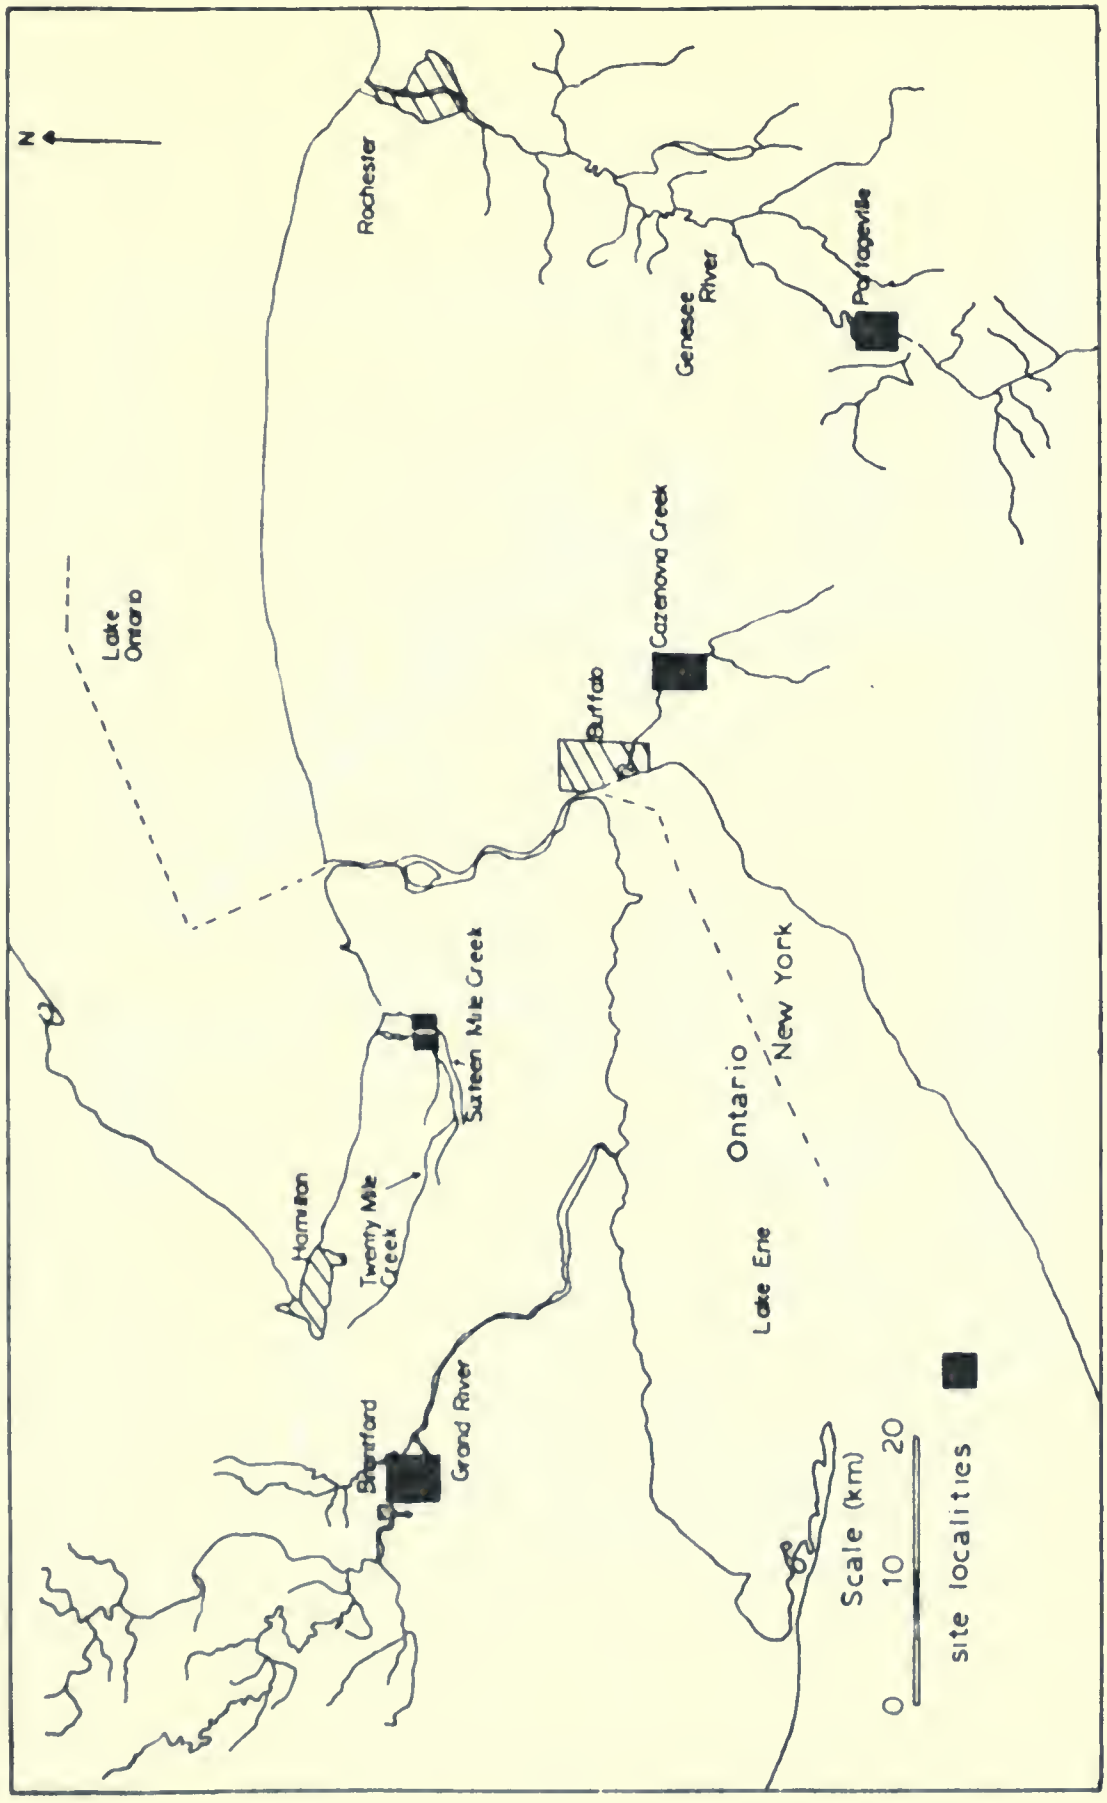 N
Lake
Ontario
Rochester
Hamilton
Twenty Mile
Creek
Sixteen Mile Creek
Brantford
Grand River
Buffalo
Cazenovia Creek
Genesee
River
Portageville
Ontario
New York
Lake Erie
Scale (km)
0 10 20
site localities